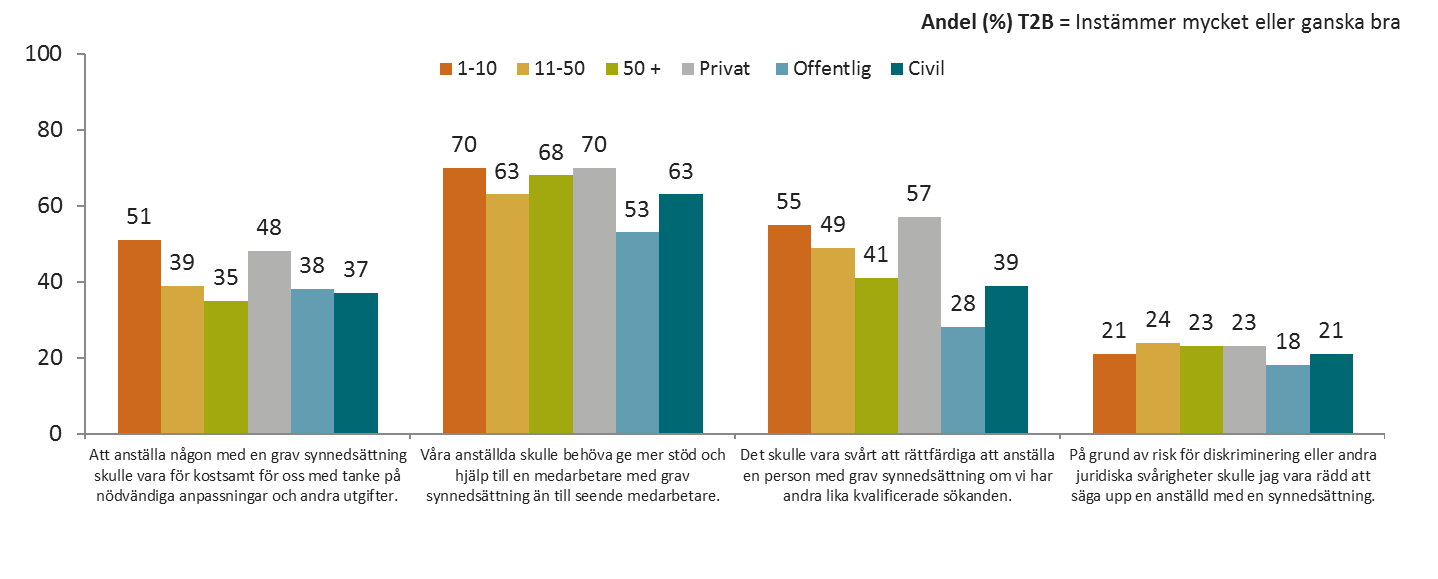 Andel (%) T2B = Instämmer mycket eller ganska bra
100
80
60
40
20
0
1-10 11-50 50 + Privat Offentlig Civil
51 39 35 48 38 37
70 63 68 70 53 63
55 49 41 57 28 39
21 24 23 23 18 21
Att anställa någon med en grav synnedsättning
skulle vara för kostsamt för oss med tanke på
nödvändiga anpassningar och andra utgifter.
Våra anställda skulle behöva ge mer stöd och
hjälp till en medarbetare med grav
synnedsättning än till seende medarbetare.
Det skulle vara svårt att rättfärdiga att anställa
en person med grav synnedsättning om vi har
andra lika kvalificerade sökanden.
På grund av risk för diskriminering eller andra
juridiska svårigheter skulle jag vara rädd att
säga upp en anställd med en synnedsättning.